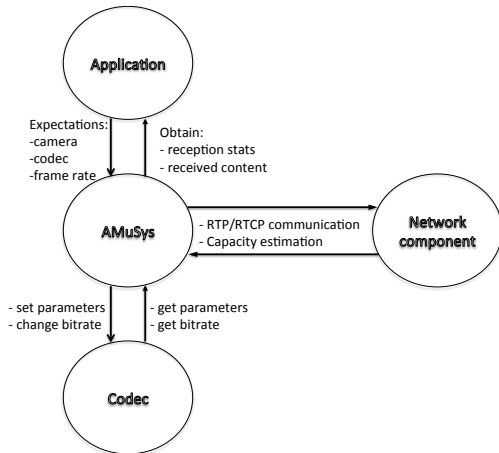 Application
Expectations:
-camera
-codec
-frame rate
Obtain:
- reception stats
- received content
AMuSys
- RTP/RTCP communication
- Capacity estimation
Network
component
- set parameters
- change bitrate
- get parameters
- get bitrate
Codec